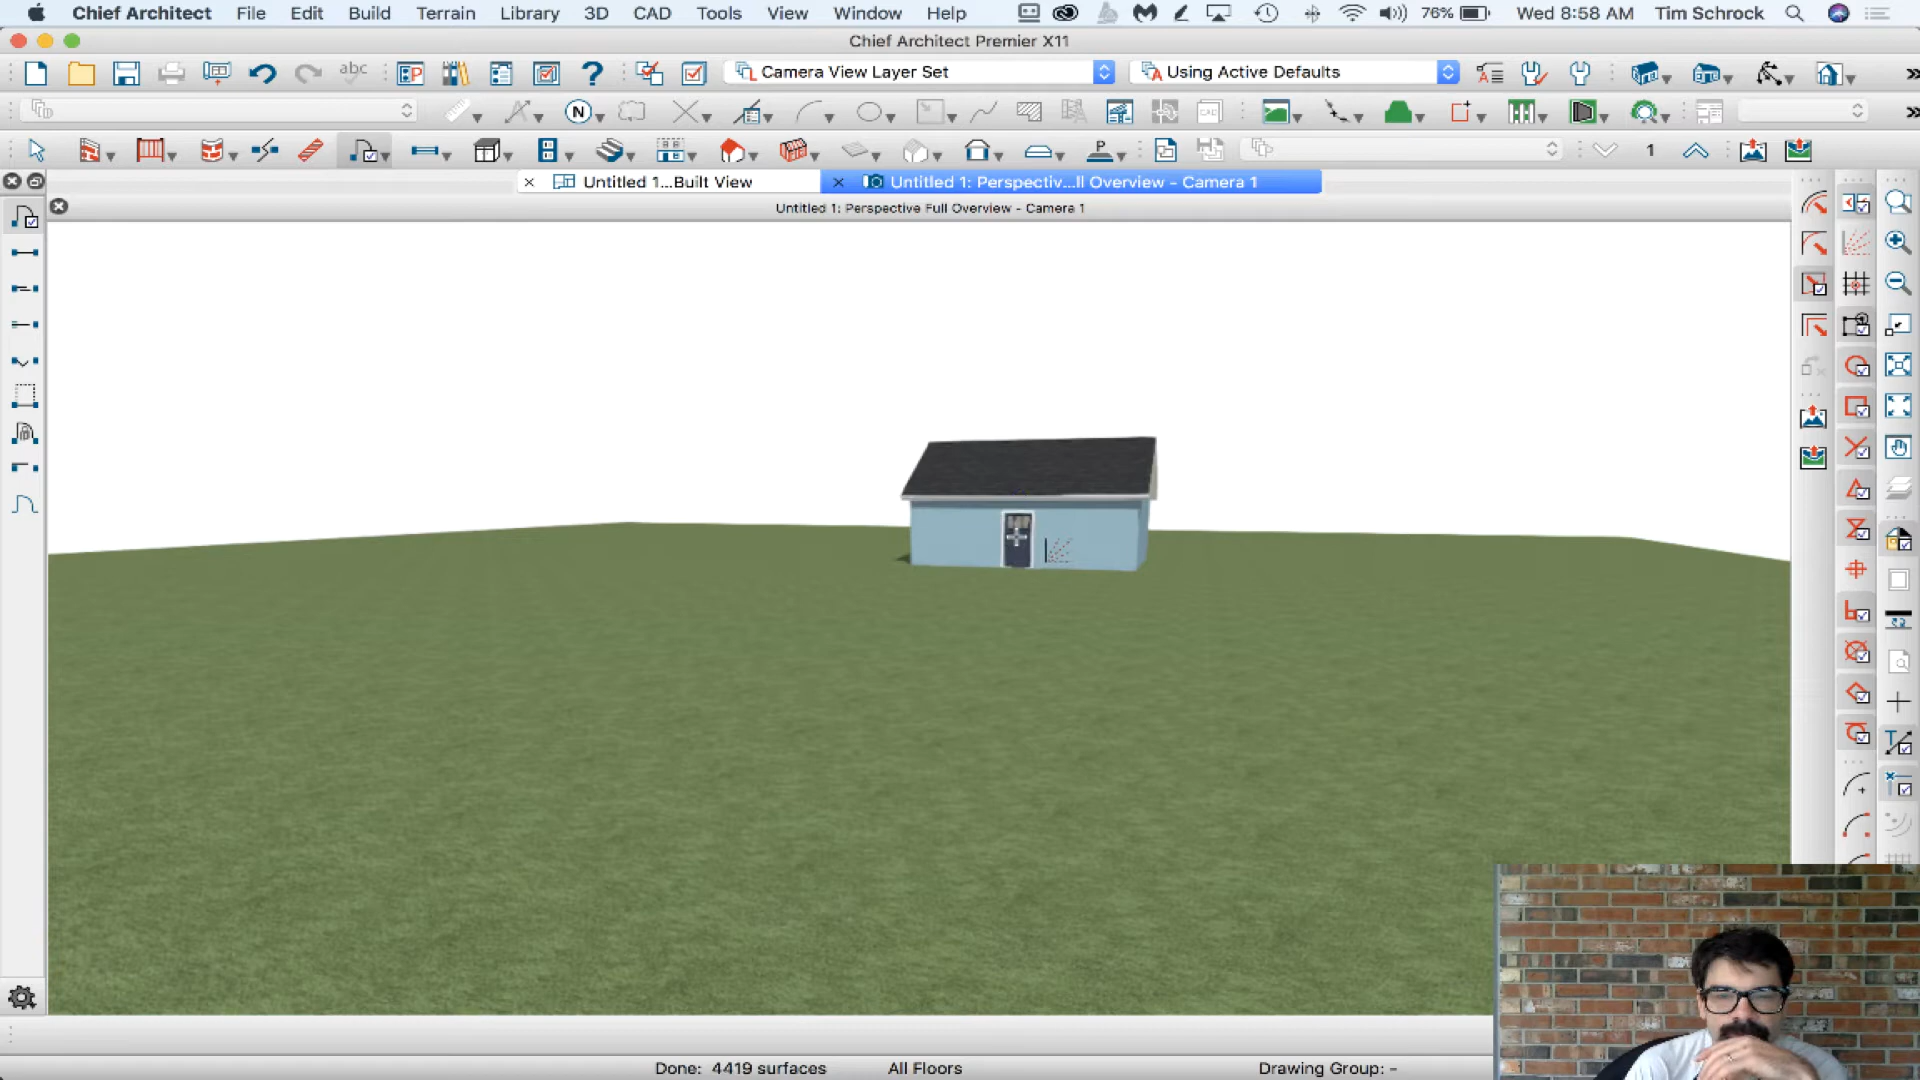 Chief Architect File Edit Build Terrain Library 3D CAD Tools View Window Help 76% Wed 8:58 AM Tim Schrock
Chief Architect Premier X11
abc P ? Camera View Layer Set Using Active Defaults
N CAD
P 1
Untitled 1...Built View Untitled 1: Perspectiv...ll Overview - Camera 1
Untitled 1: Perspective Full Overview - Camera 1
Done: 4419 surfaces All Floors Drawing Group: -